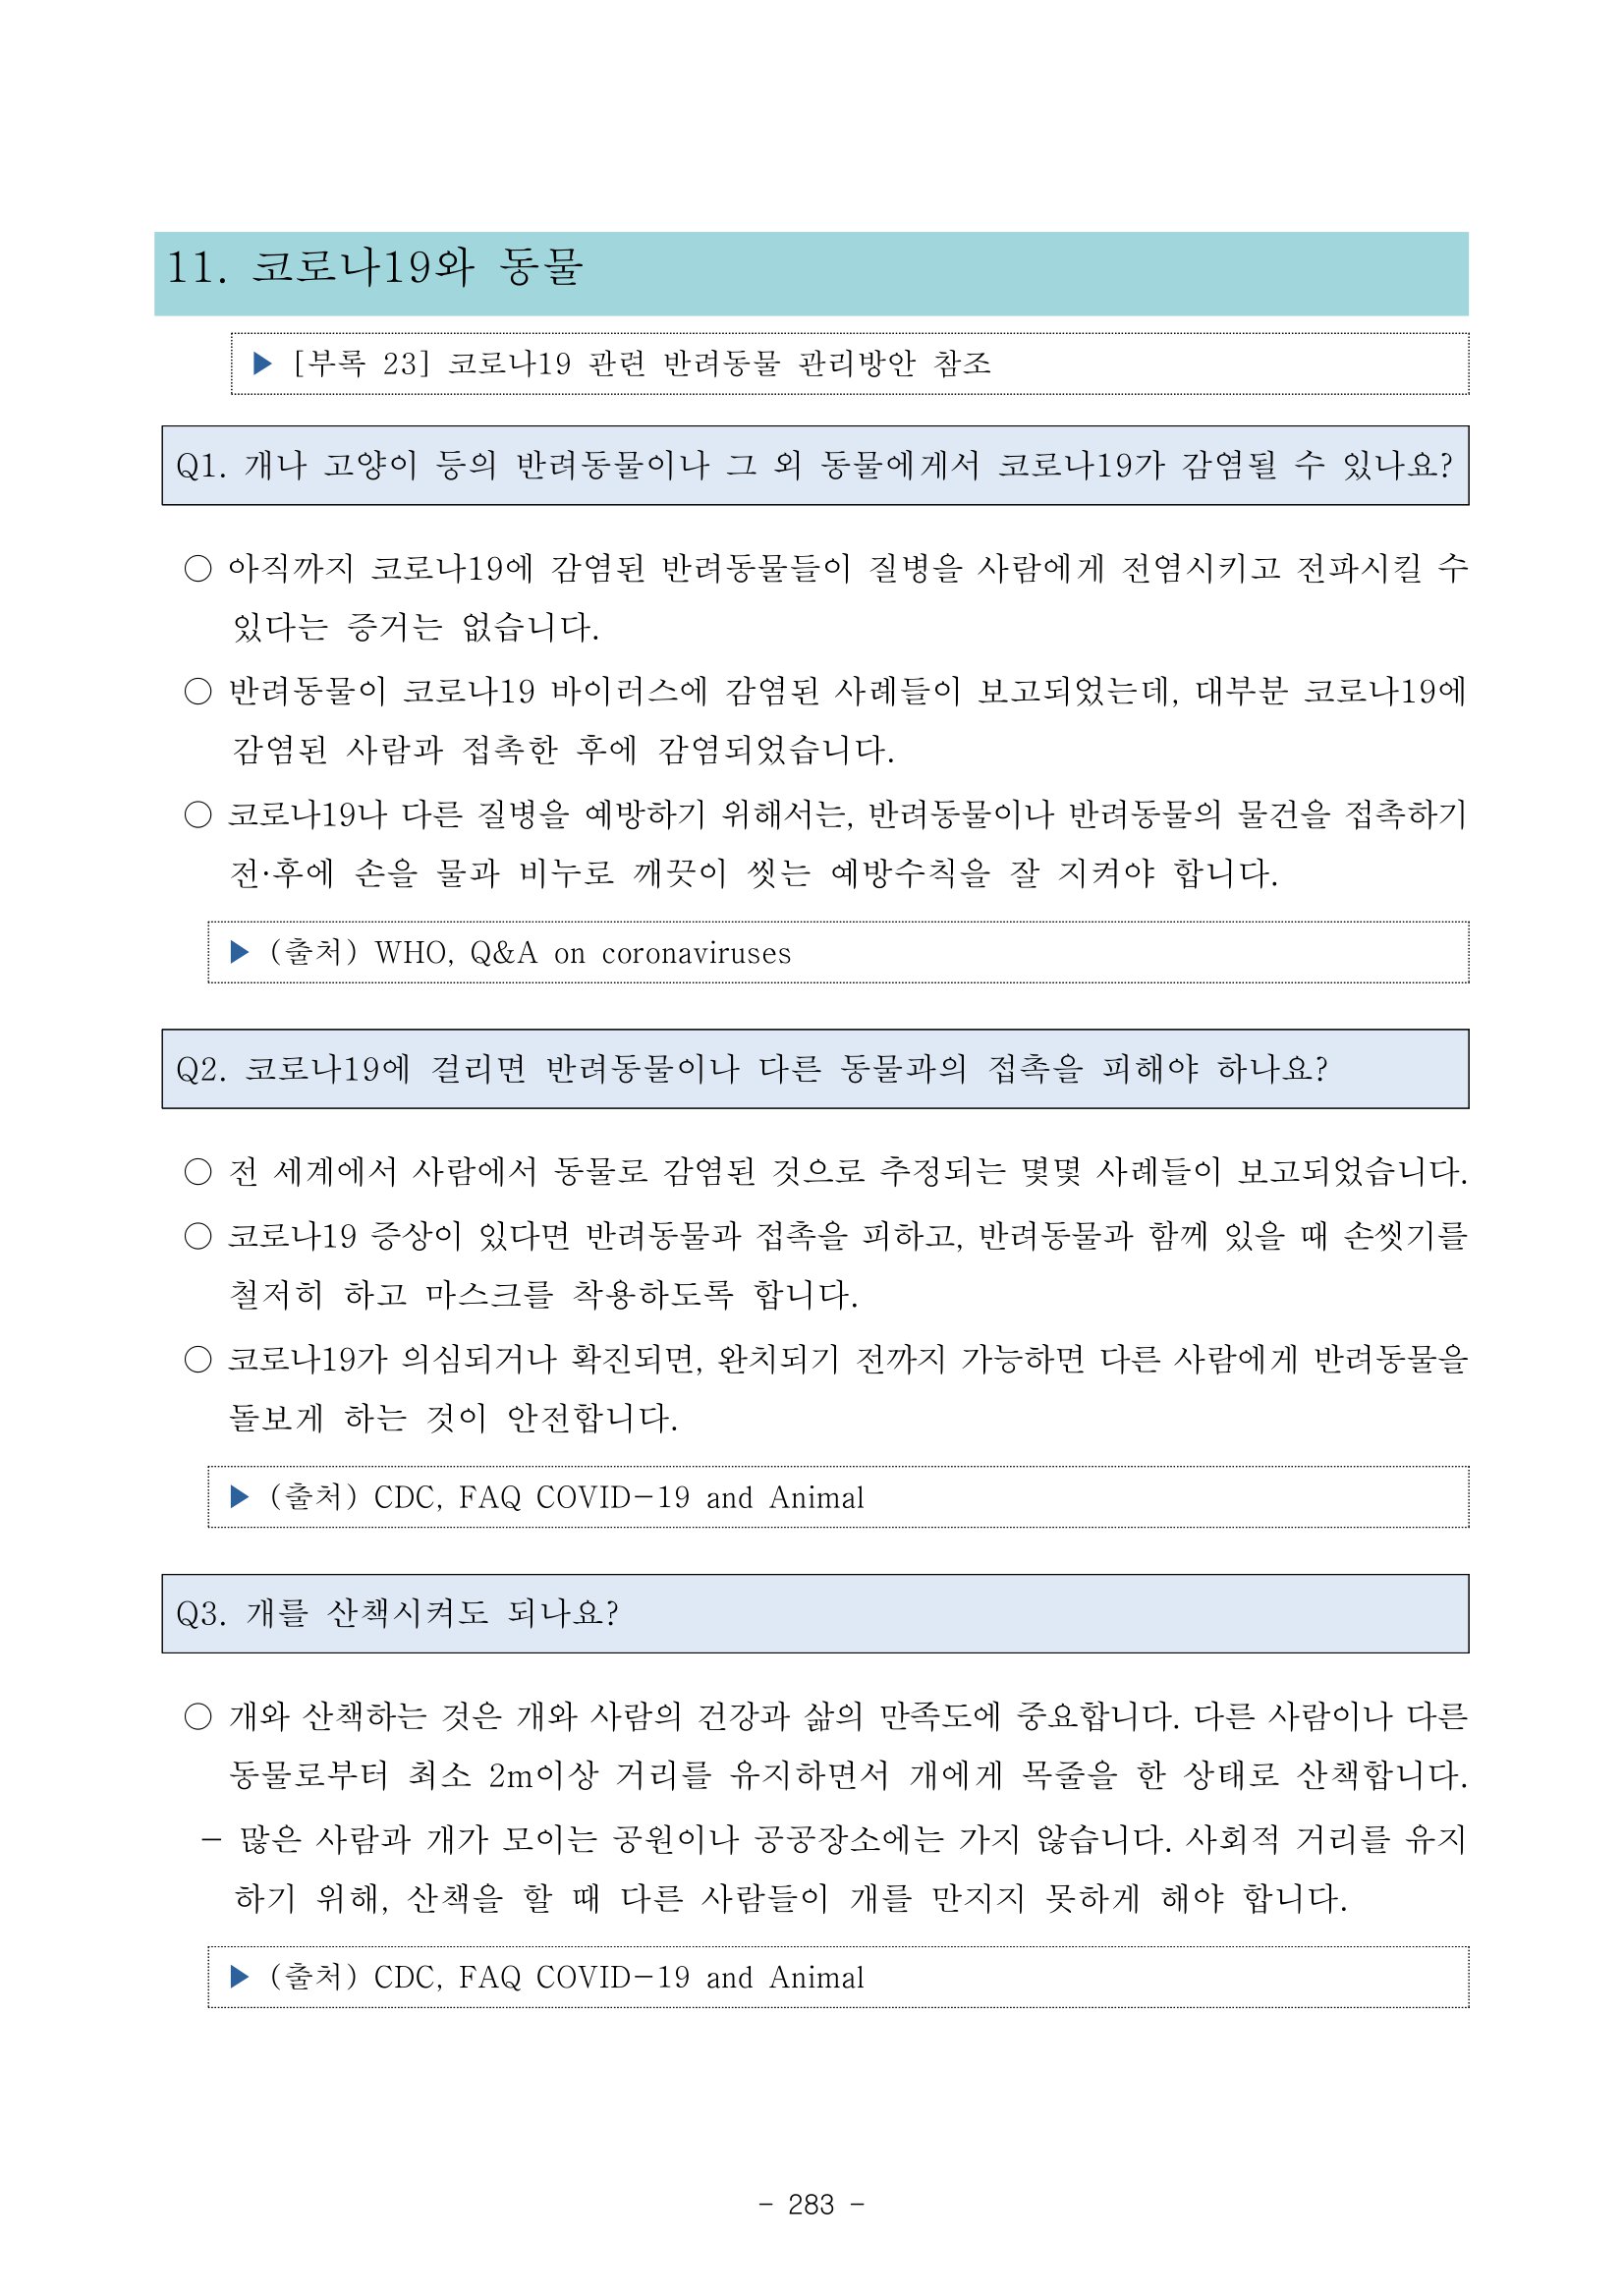 11. 코로나19와 동물
▶ [부록 23] 코로나19 관련 반려동물 관리방안 참조
Q1. 개나 고양이 등의 반려동물이나 그 외 동물에게서 코로나19가 감염될 수 있나요?
○ 아직까지 코로나19에 감염된 반려동물들이 질병을 사람에게 전염시키고 전파시킬 수
있다는 증거는 없습니다.
○ 반려동물이 코로나19 바이러스에 감염된 사례들이 보고되었는데, 대부분 코로나19에
감염된 사람과 접촉한 후에 감염되었습니다.
○ 코로나19나 다른 질병을 예방하기 위해서는, 반려동물이나 반려동물의 물건을 접촉하기
전·후에 손을 물과 비누로 깨끗이 씻는 예방수칙을 잘 지켜야 합니다.
▶ (출처) WHO, Q&A on coronaviruses
Q2. 코로나19에 걸리면 반려동물이나 다른 동물과의 접촉을 피해야 하나요?
○ 전 세계에서 사람에서 동물로 감염된 것으로 추정되는 몇몇 사례들이 보고되었습니다.
○ 코로나19 증상이 있다면 반려동물과 접촉을 피하고, 반려동물과 함께 있을 때 손씻기를
철저히 하고 마스크를 착용하도록 합니다.
○ 코로나19가 의심되거나 확진되면, 완치되기 전까지 가능하면 다른 사람에게 반려동물을
돌보게 하는 것이 안전합니다.
▶ (출처) CDC, FAQ COVID-19 and Animal
Q3. 개를 산책시켜도 되나요?
○ 개와 산책하는 것은 개와 사람의 건강과 삶의 만족도에 중요합니다. 다른 사람이나 다른
동물로부터 최소 2m이상 거리를 유지하면서 개에게 목줄을 한 상태로 산책합니다.
- 많은 사람과 개가 모이는 공원이나 공공장소에는 가지 않습니다. 사회적 거리를 유지
하기 위해, 산책을 할 때 다른 사람들이 개를 만지지 못하게 해야 합니다.
▶ (출처) CDC, FAQ COVID-19 and Animal
- 283 -